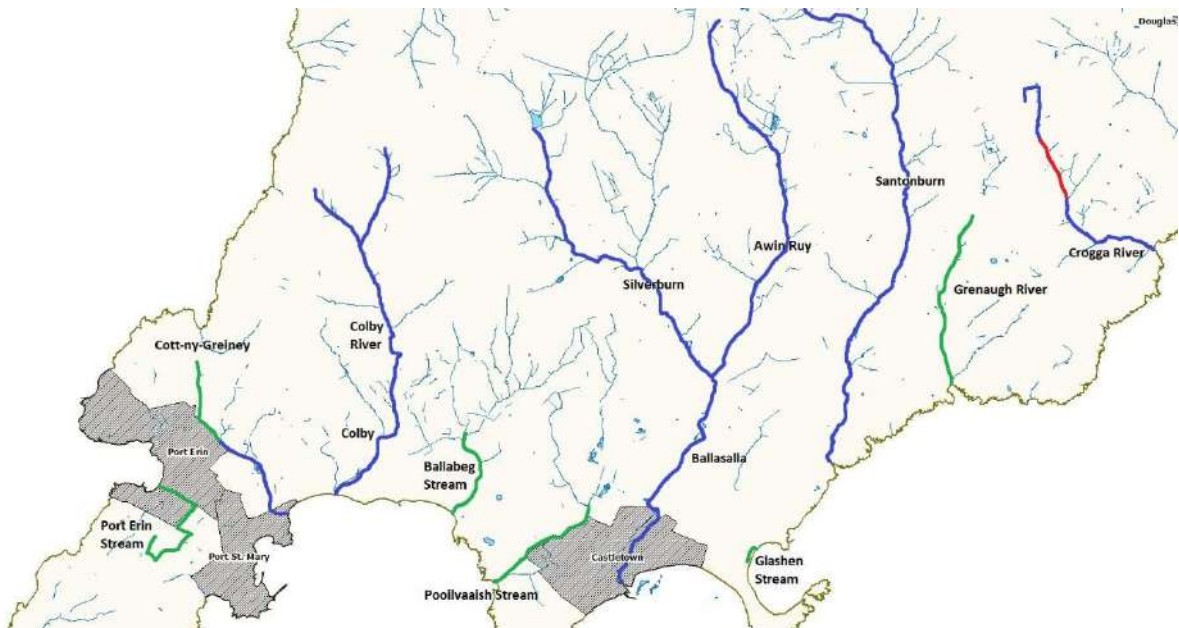 Douglas
Santonburn
Awin Ruy
Crogga River
Silverburn
Grenaugh River
Colby
River
Cott-ny-Greiney
Colby
Port Erin
Ballasalla
Ballabeg
Stream
Port Erin
Stream
Port St. Mary
Castletown
Glashen
Stream
Poollvaaish Stream